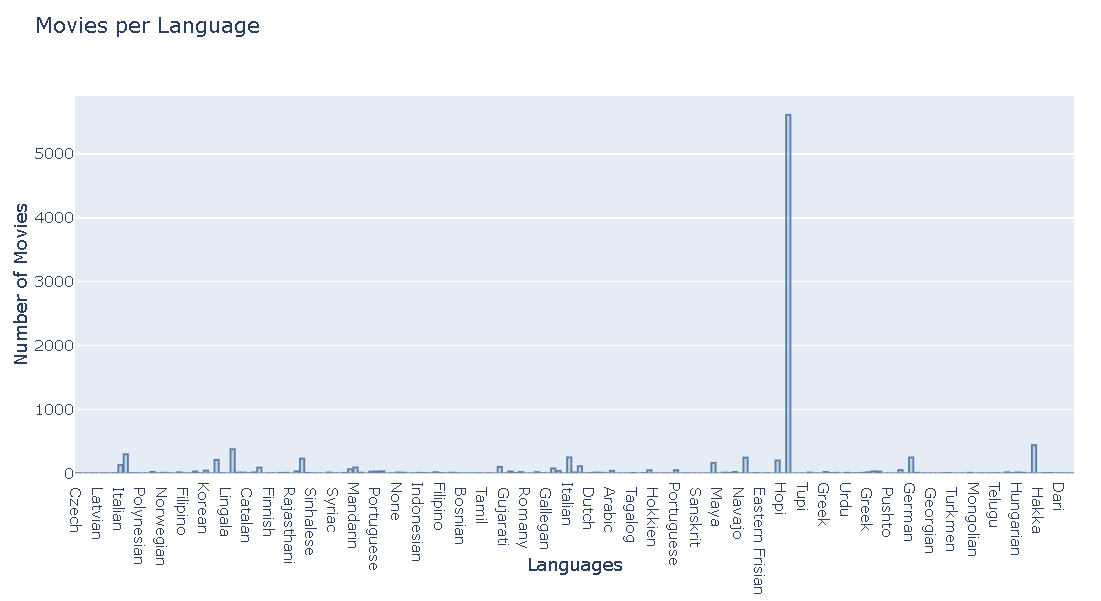 Movies per Language
Number of Movies
5000
4000
3000
2000
1000
0
Czech
Latvian
Italian
Polynesian
Norwegian
Filipino
Korean
Lingala
Catalan
Finnish
Rajasthani
Sinhalese
Syriac
Mandarin
Portuguese
None
Indonesian
Filipino
Bosnian
Tamil
Gujarati
Romany
Gallegan
Italian
Dutch
Arabic
Tagalog
Hokkien
Portuguese
Sanskrit
Maya
Navajo
Eastern Frisian
Hopi
Tupi
Greek
Urdu
Greek
Pushto
German
Georgian
Turkmen
Mongolian
Telugu
Hungarian
Hakka
Dari
Languages